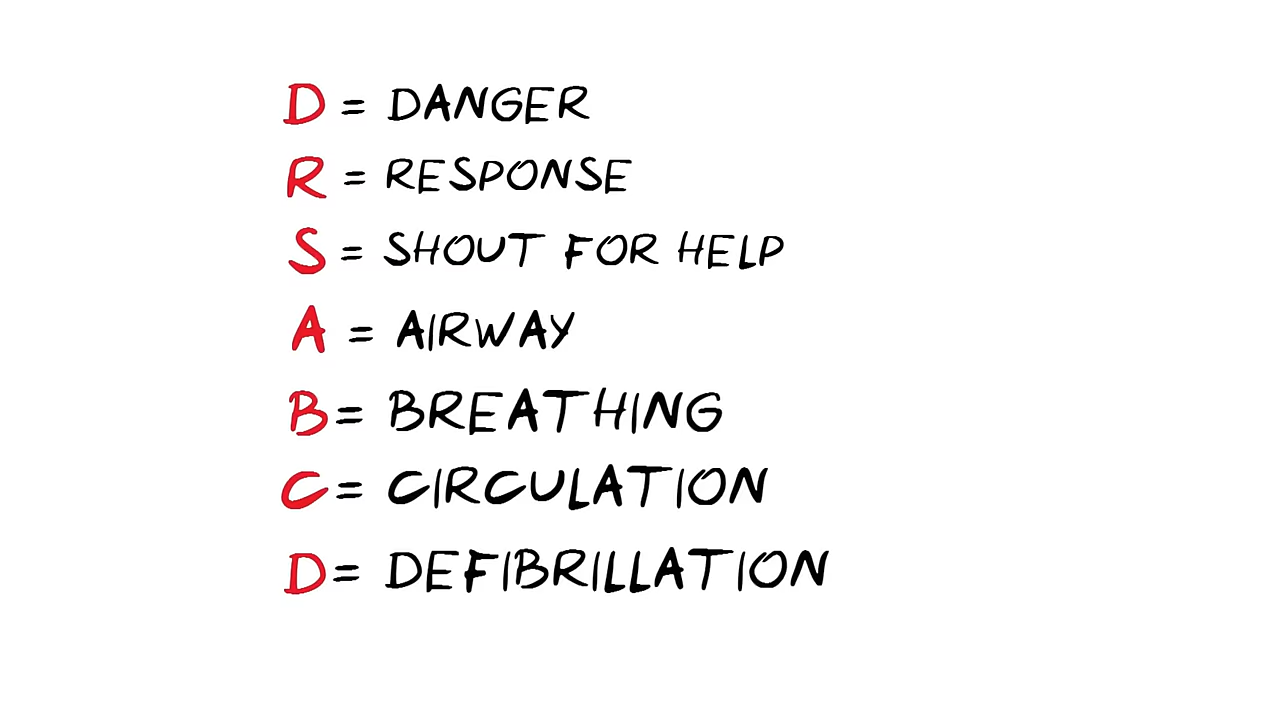 D = DANGER
R = RESPONSE
S = SHOUT FOR HELP
A = AIRWAY
B = BREATHING
C = CIRCULATION
D = DEFIBRILLATION